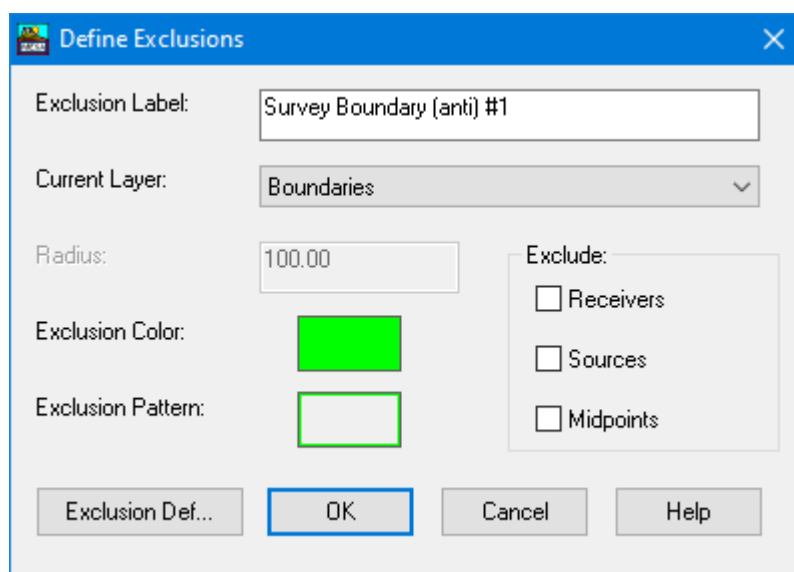 Define Exclusions
Exclusion Label:
Survey Boundary (anti) #1
Current Layer:
Boundaries
Radius:
100.00
Exclude:
Receivers
Exclusion Color:
Sources
Exclusion Pattern:
Midpoints
Exclusion Def...
OK
Cancel
Help